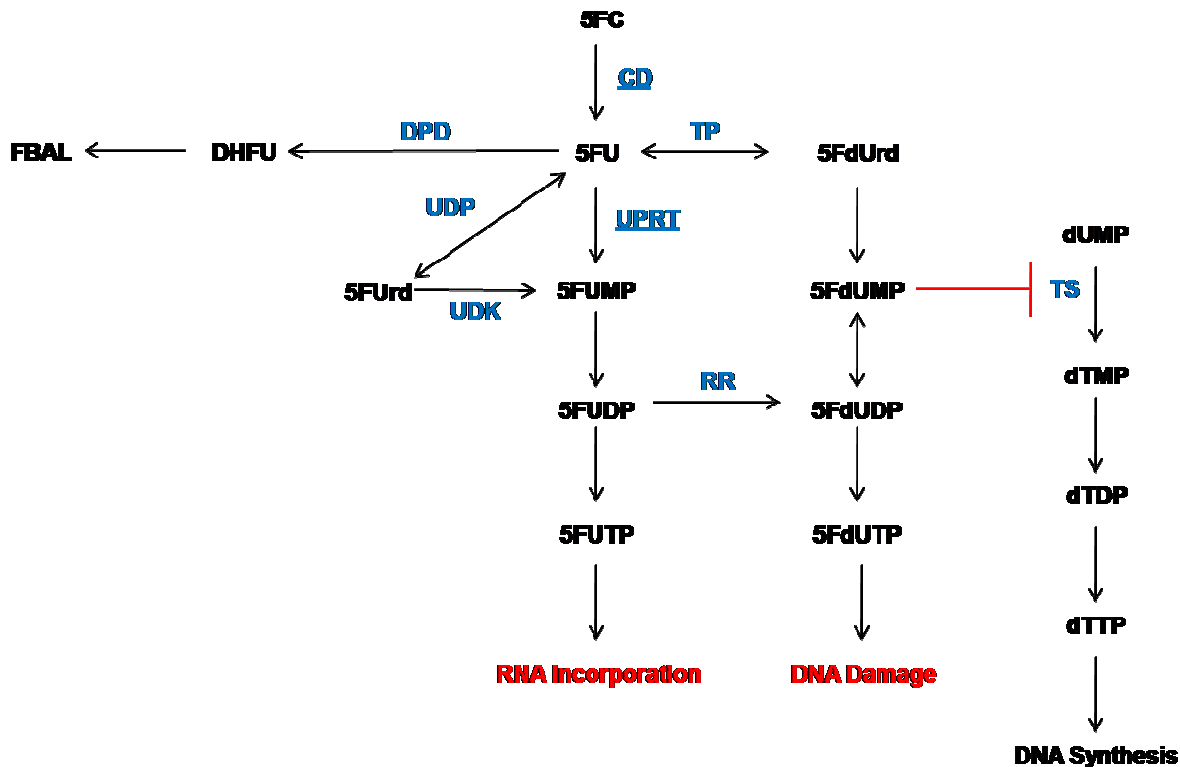 5FC
CD
DPD
TP
FBAL
DHFU
5FU
5FdUrd
UDP
UPRT
dUMP
5FUrd
5FUMP
5FdUMP
TS
UDK
dTMP
RR
5FUDP
5FdUDP
dTDP
5FUTP
5FdUTP
dTTP
RNA Incorporation
DNA Damage
DNA Synthesis